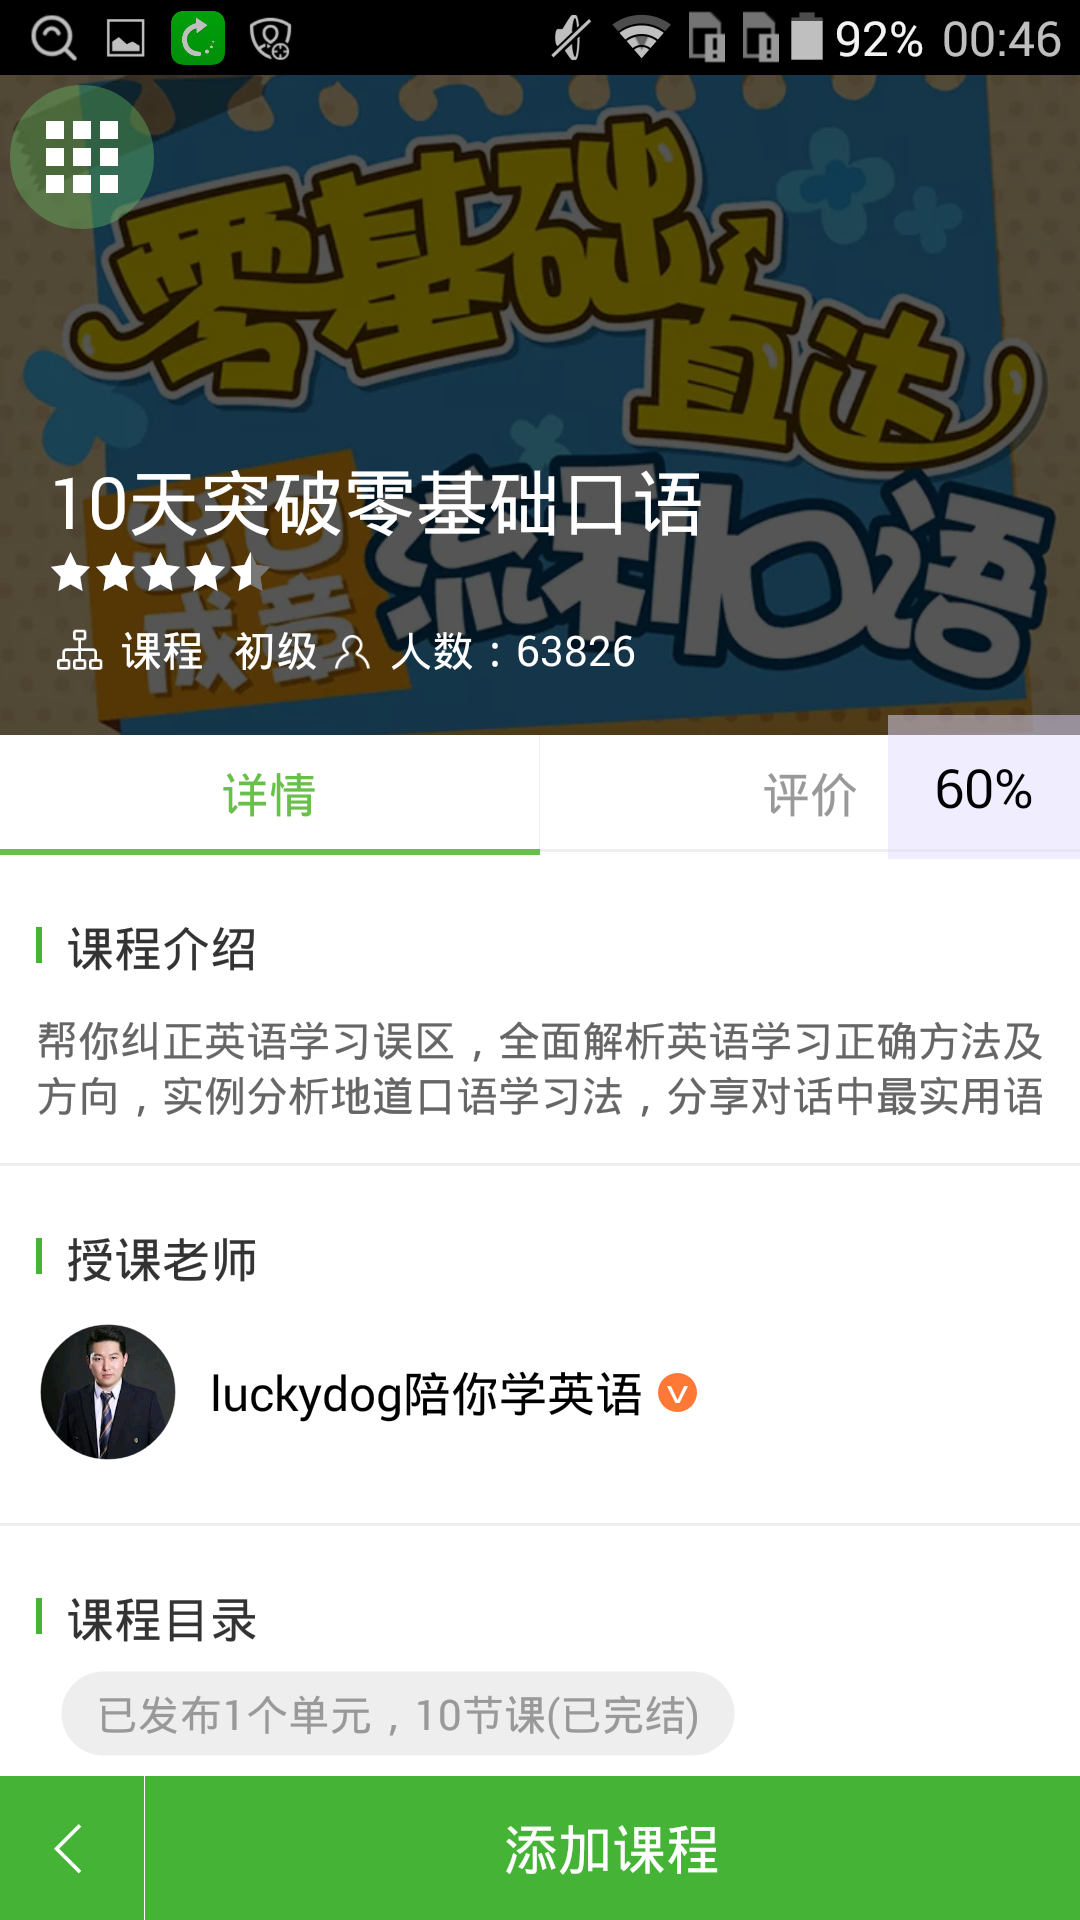 92% 00:46
零基础
直达
流利口语
10天突破零基础口语
课程 初级 人数：63826
详情 评价 60%
课程介绍
帮你纠正英语学习误区，全面解析英语学习正确方法及
方向，实例分析地道口语学习法，分享对话中最实用语
授课老师
luckydog陪你学英语 V
课程目录
已发布1个单元，10节课(已完结)
添加课程